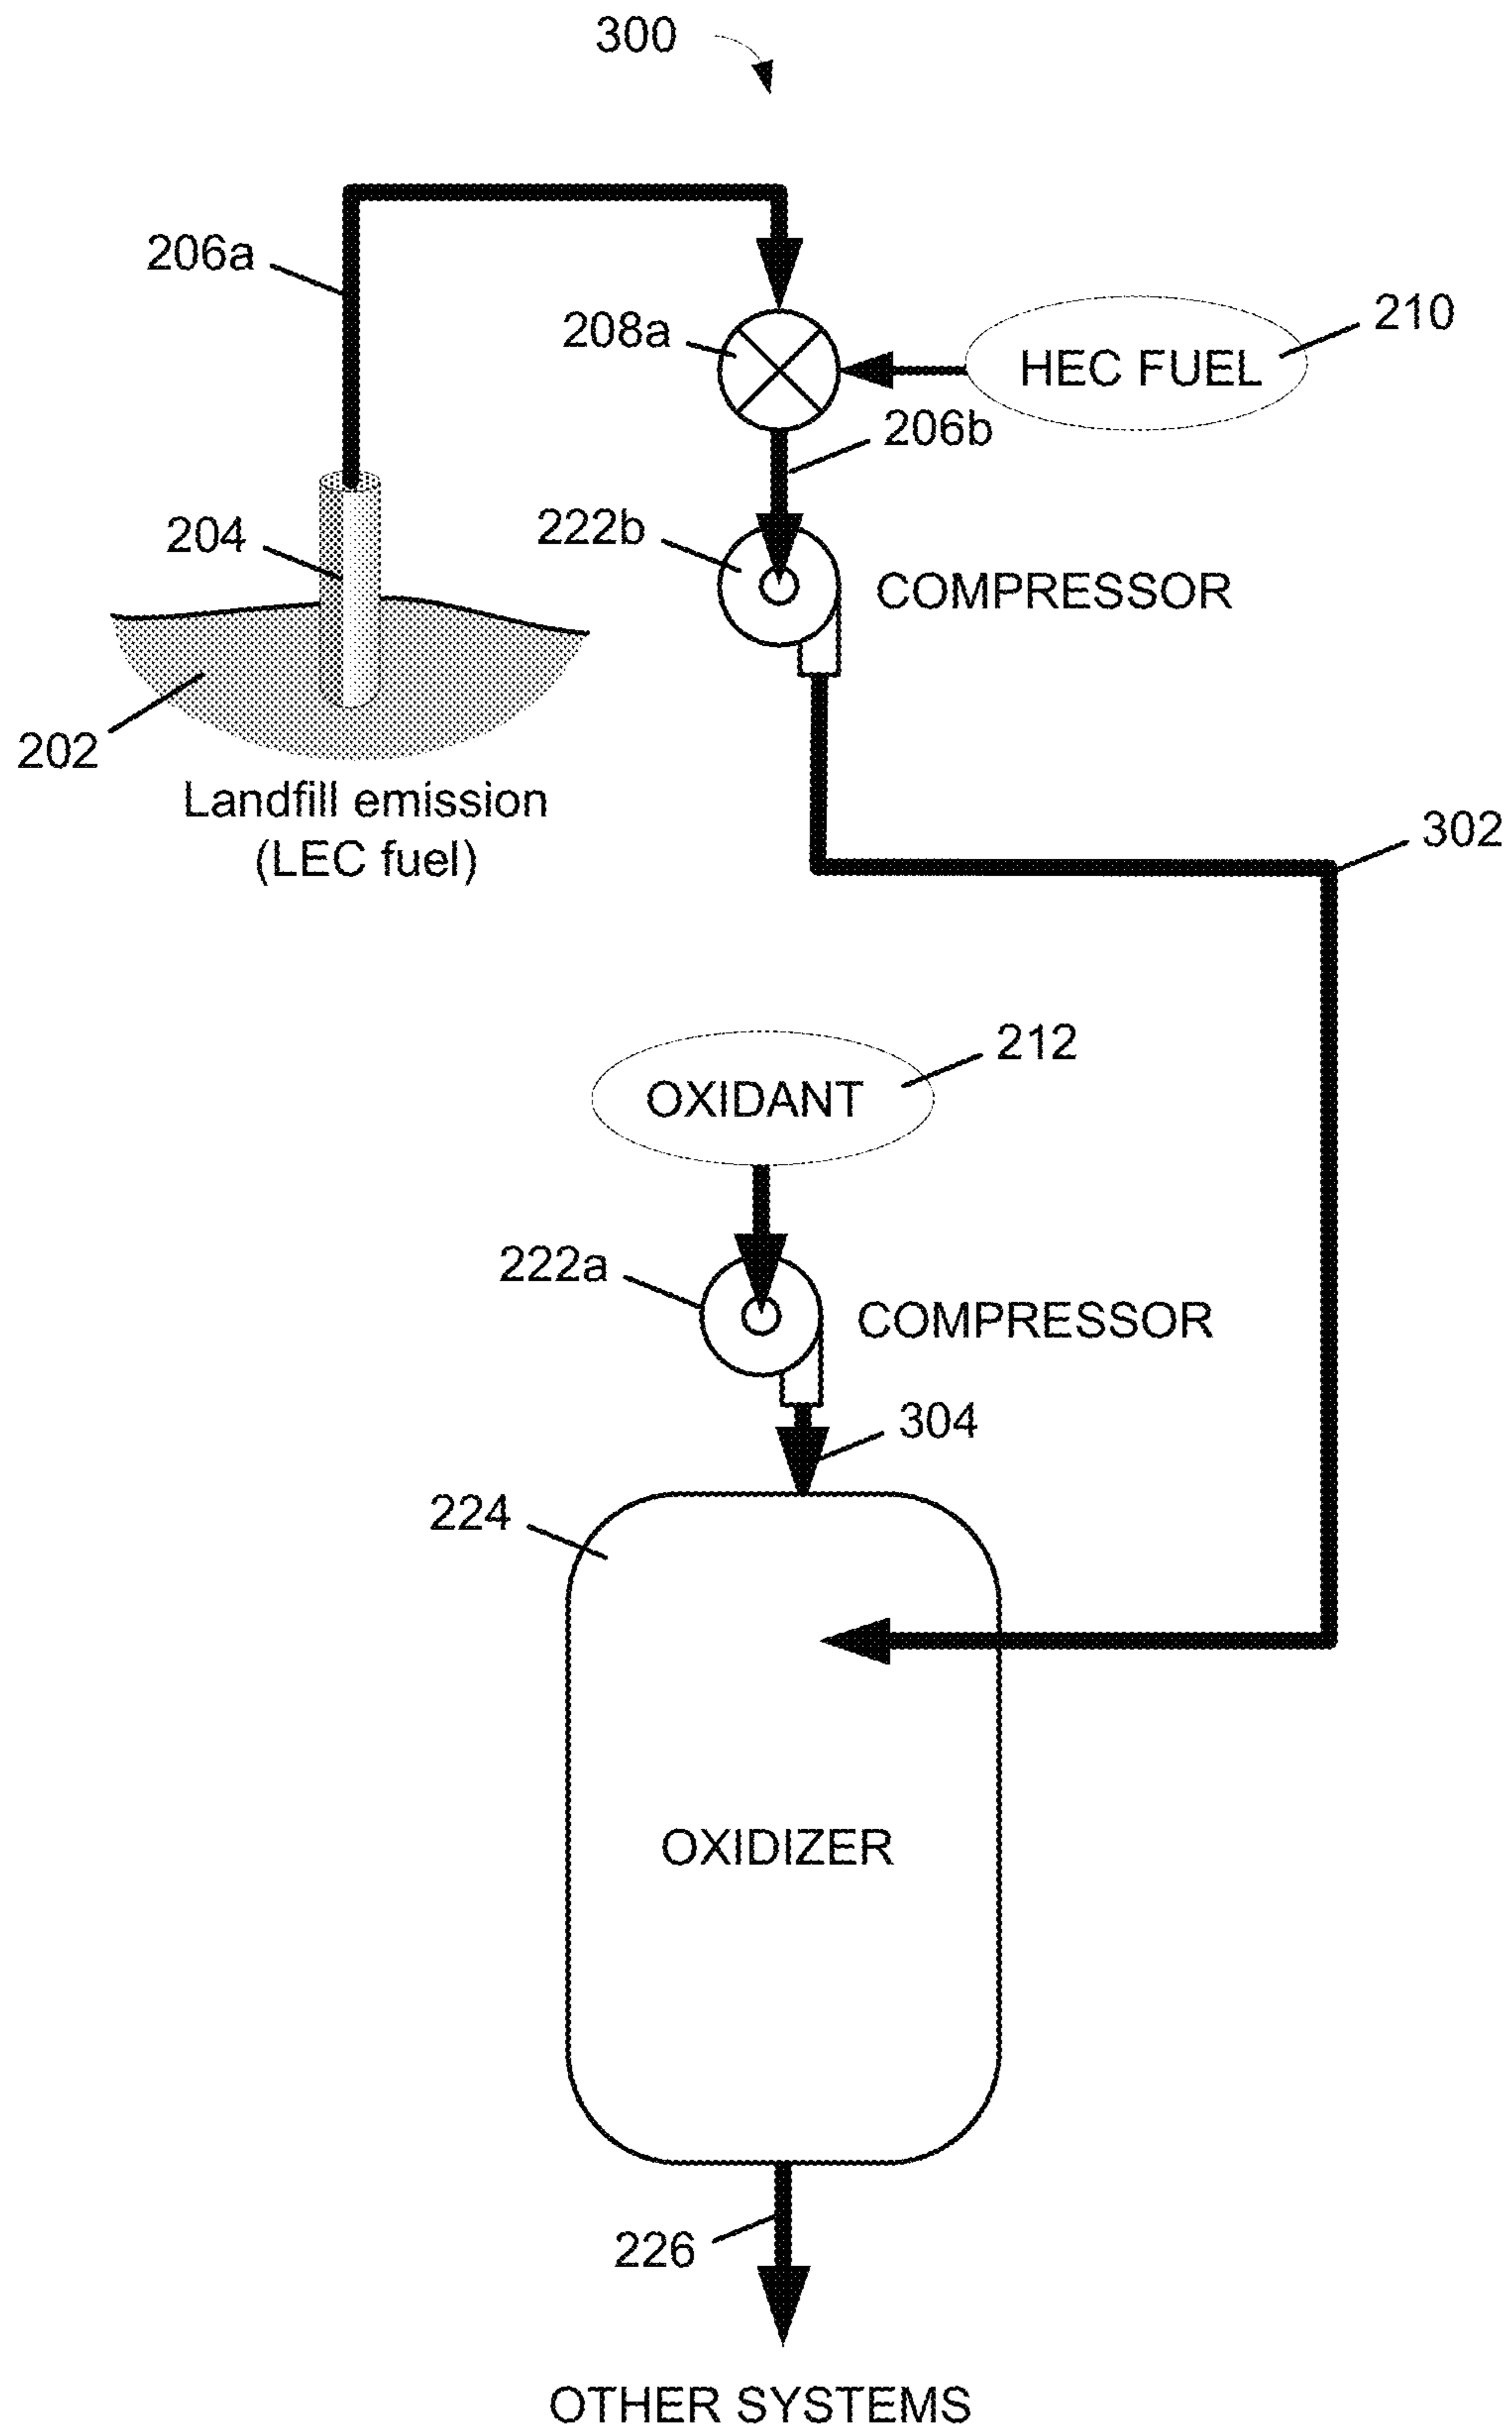 300
206a
208a
HEC FUEL
210
206b
204
222b
COMPRESSOR
202
Landfill emission
(LEC fuel)
302
212
OXIDANT
222a
COMPRESSOR
304
224
OXIDIZER
226
OTHER SYSTEMS